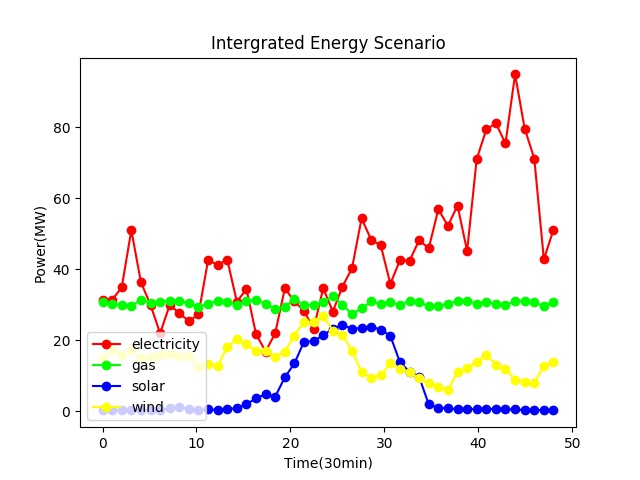 Intergrated Energy Scenario
Power(MW)
80
60
40
20
0
electricity
gas
solar
wind
0 10 20 30 40 50
Time(30min)